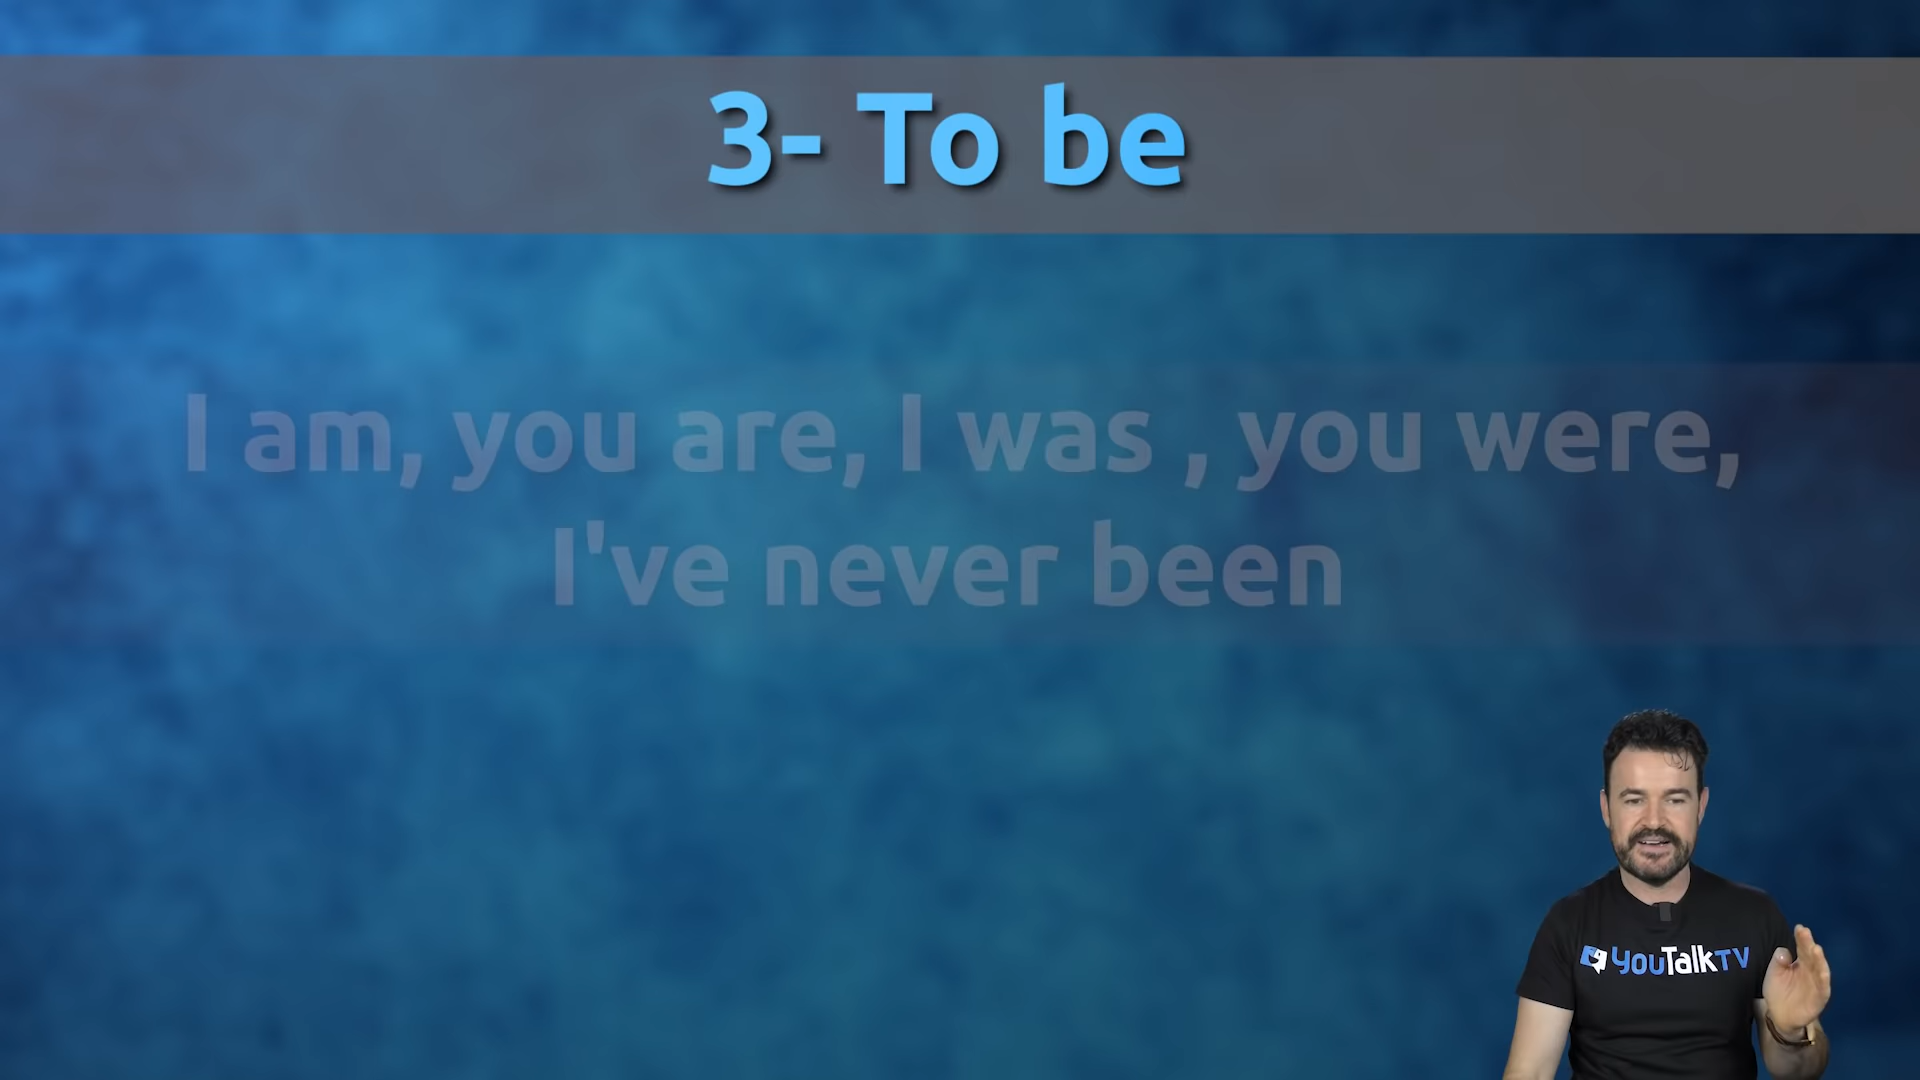 3- To be
I am, you are, I was , you were,
I've never been
YouTalkTV